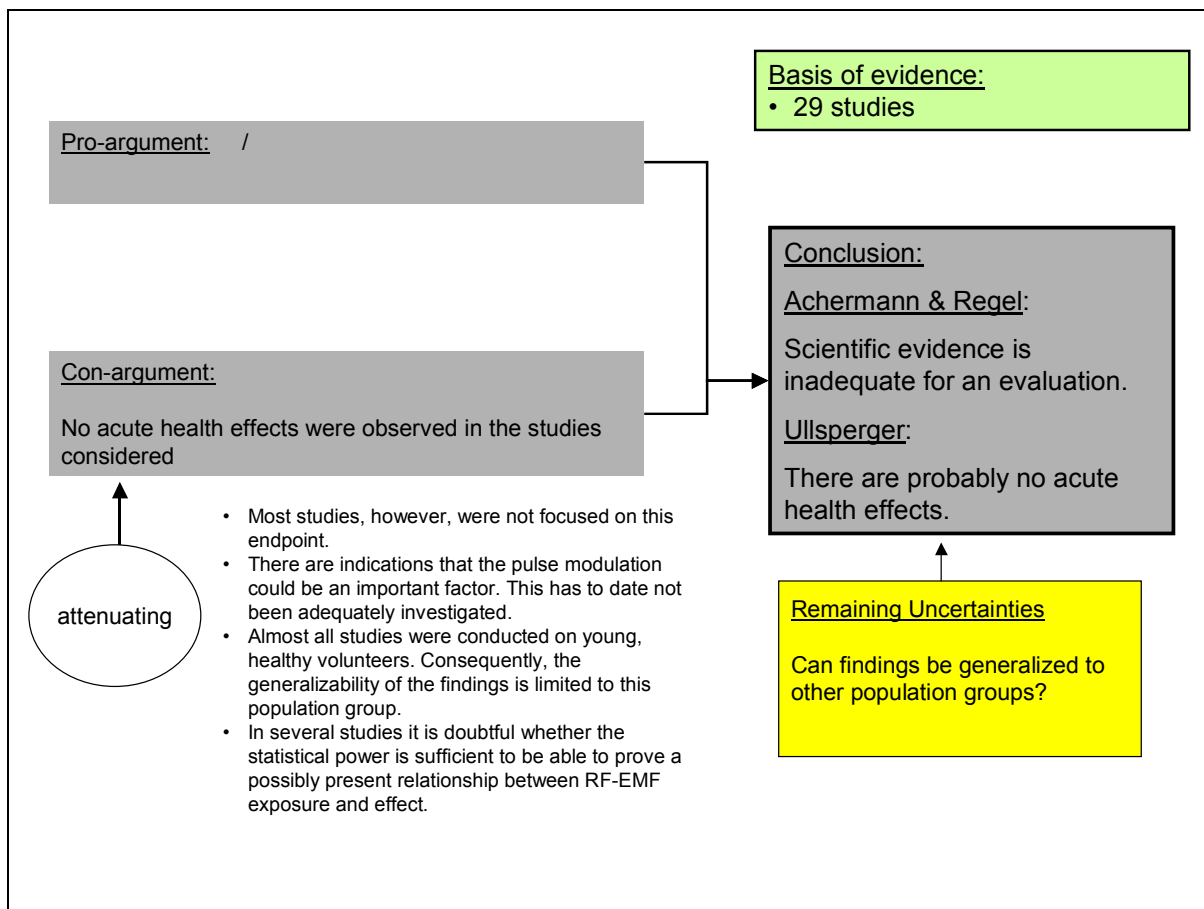 Basis of evidence:
• 29 studies
Pro-argument: /
Con-argument:
No acute health effects were observed in the studies
considered
attenuating
• Most studies, however, were not focused on this
endpoint.
• There are indications that the pulse modulation
could be an important factor. This has to date not
been adequately investigated.
• Almost all studies were conducted on young,
healthy volunteers. Consequently, the
generalizability of the findings is limited to this
population group.
• In several studies it is doubtful whether the
statistical power is sufficient to be able to prove a
possibly present relationship between RF-EMF
exposure and effect.
Conclusion:
Achermann & Regel:
Scientific evidence is
inadequate for an evaluation.
Ullsperger:
There are probably no acute
health effects.
Remaining Uncertainties
Can findings be generalized to
other population groups?